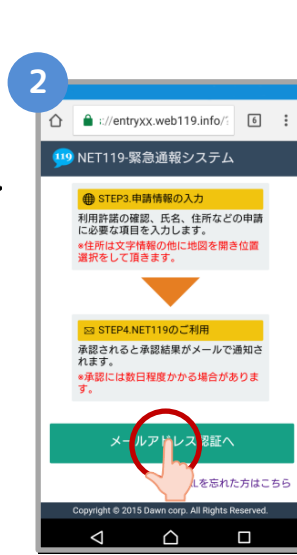 2
://entryxx.web119.info/
6
119 NET119-緊急通報システム
STEP3.申請情報の入力
利用許諾の確認、氏名、住所などの申請
に必要な項目を入力します。
*住所は文字情報の他に地図を開き位置
選択をして頂きます。
STEP4.NET119のご利用
承認されると承認結果がメールで通知さ
れます。
*承認には数日程度かかる場合がありま
す。
メールアドレス認証へ
を忘れた方はこちら
Copyright © 2015 Dawn corp. All Rights Reserved.